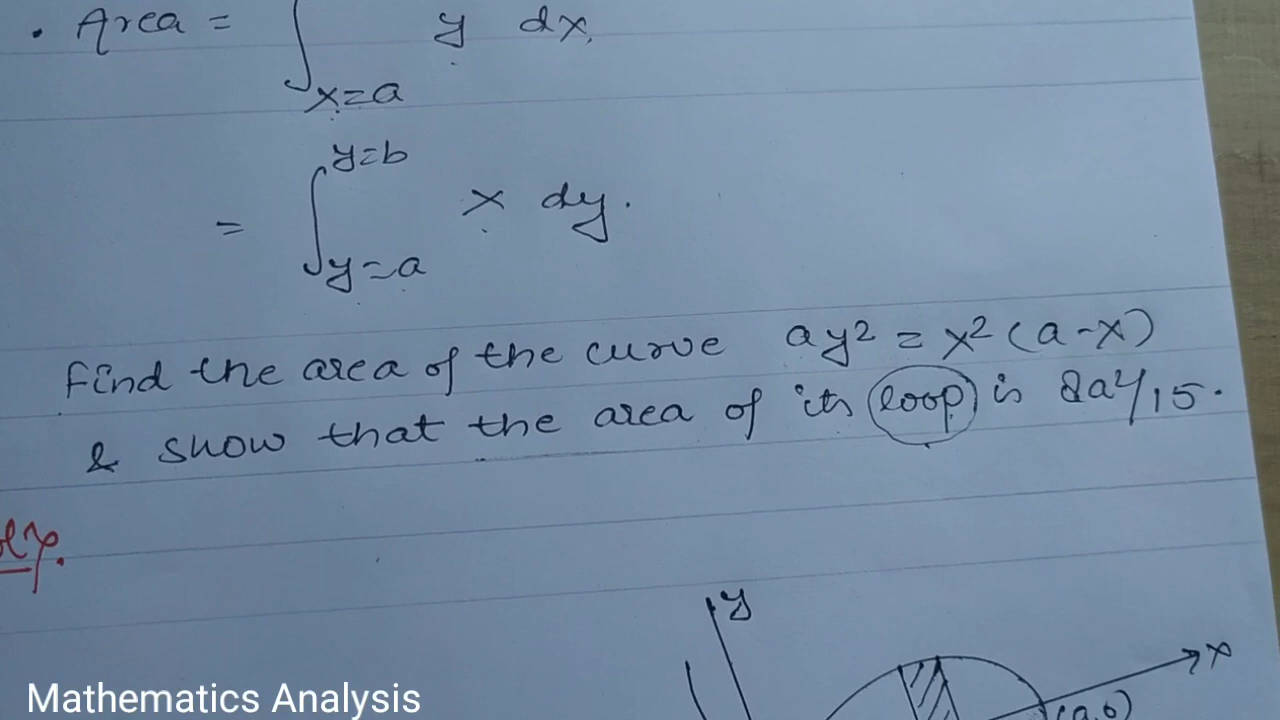 . Area = ∫ y dx,
x=a
y=b
= ∫ x dy.
y=a
Find the area of the curve ay² = x² (a-x)
& show that the area of its loop is 8a²/15.
y
x
(a,0)
Mathematics Analysis